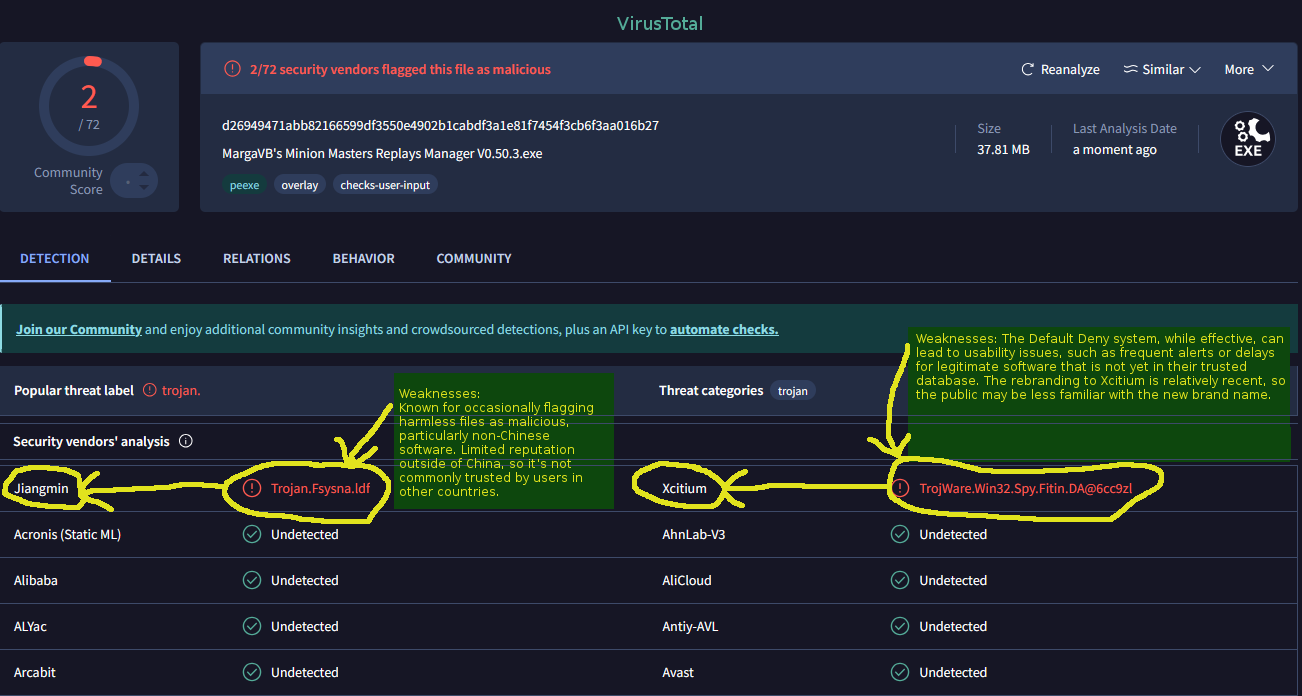 VirusTotal
2
/ 72
Community
Score
2/72 security vendors flagged this file as malicious
Reanalyze
Similar
More
d26949471abb82166599df3550e4902b1cabdf3a1e81f7454f3cb6f3aa016b27
MargaVB's Minion Masters Replays Manager V0.50.3.exe
peexe
overlay
checks-user-input
Size
37.81 MB
Last Analysis Date
a moment ago
EXE
DETECTION
DETAILS
RELATIONS
BEHAVIOR
COMMUNITY
Join our Community and enjoy additional community insights and crowdsourced detections, plus an API key to automate checks.
Weaknesses: The Default Deny system, while effective, can
lead to usability issues, such as frequent alerts or delays
for legitimate software that is not yet in their trusted
database. The rebranding to Xcitium is relatively recent, so
the public may be less familiar with the new brand name.
Popular threat label
trojan.
Threat categories
trojan
Weaknesses:
Known for occasionally flagging
harmless files as malicious,
particularly non-Chinese
software. Limited reputation
outside of China, so it's not
commonly trusted by users in
other countries.
Security vendors' analysis
Jiangmin
Trojan.Fsysna.ldf
Xcitium
TrojWare.Win32.Spy.Fitin.DA@6cc9zl
Acronis (Static ML)
Undetected
AhnLab-V3
Undetected
Alibaba
Undetected
AliCloud
Undetected
ALYac
Undetected
Antiy-AVL
Undetected
Arcabit
Undetected
Avast
Undetected